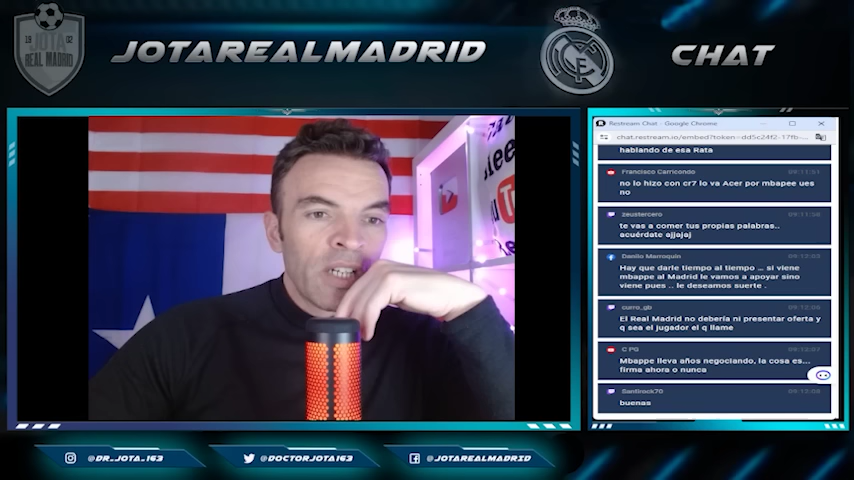 19 02
JOTA
REAL MADRID
JOTAREALMADRID
CHAT
Restream Chat - Google Chrome
chat.restream.io/embed?token=dd5c24f2-17fb-...
hablando de esa Rata
Francisco Carricondo 09:11:51
no lo hizo con cr7 lo va Acer por mbapee ues
no
zeustercero 09:11:58
te vas a comer tus propias palabras..
acuérdate ajjajaj
Danilo Marroquin 09:12:03
Hay que darle tiempo al tiempo … si viene
mbappe al Madrid le vamos a apoyar sino
viene pues .. le deseamos suerte .
curro_gb
El Real Madrid no debería ni presentar oferta y
q sea el jugador el q llame
C PG 09:12:07
Mbappe lleva años negociando, la cosa es...
firma ahora o nunca
Santirock70 09:12:08
buenas
@DR_JOTA_163
@DOCTORJOTA163
@JOTAREALMADRID